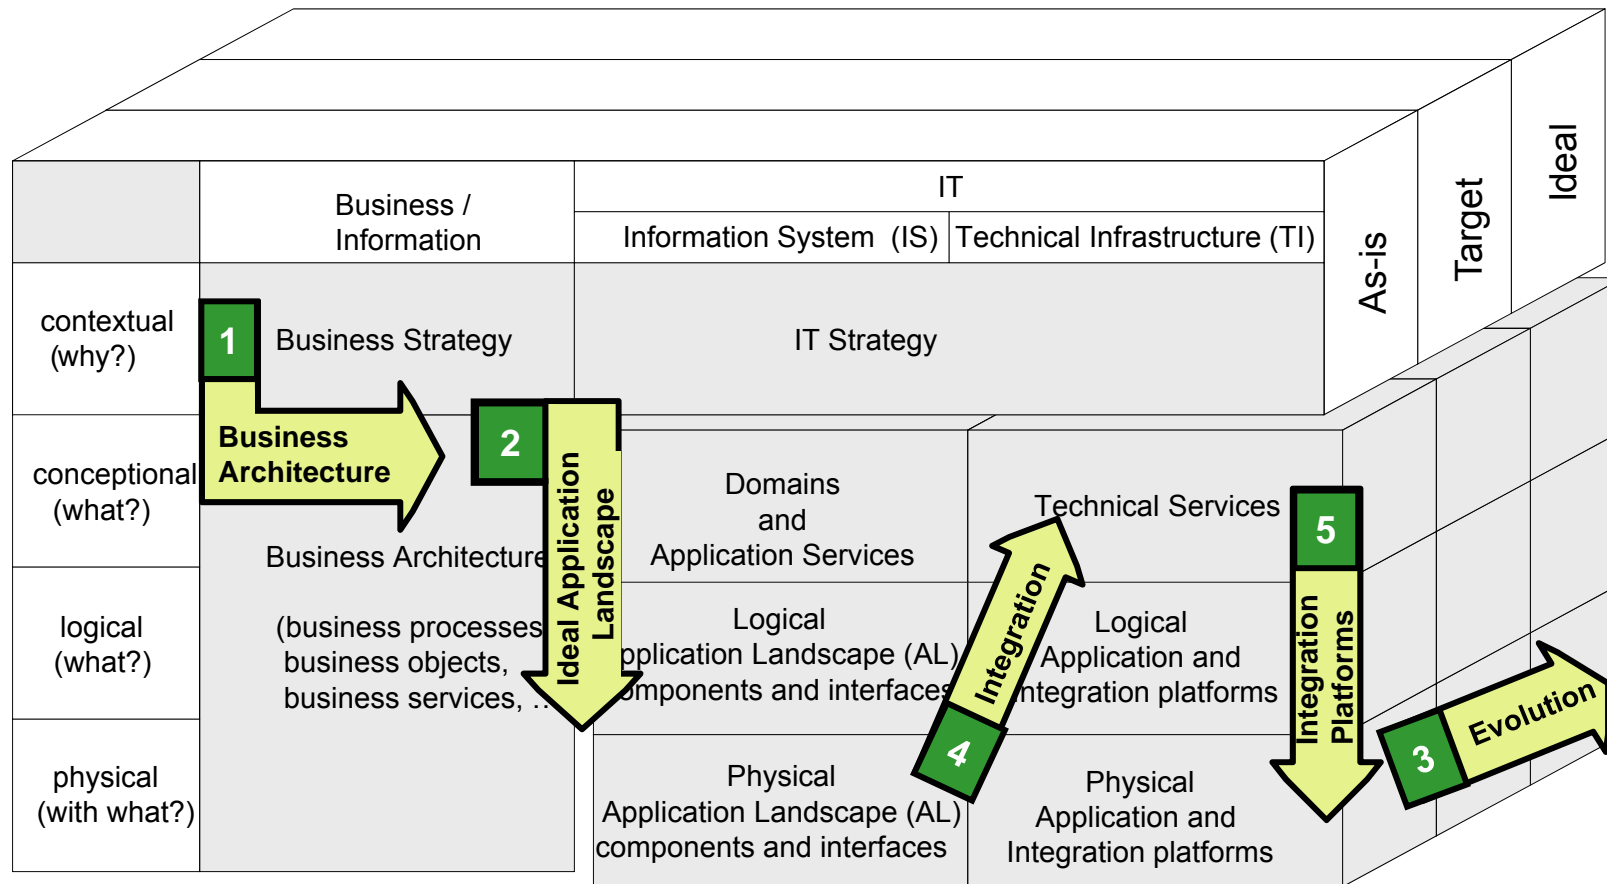 IT
Business /
Information
Information System (IS)
Technical Infrastructure (TI)
As-is
Target
Ideal
contextual
(why?)
1
Business Strategy
IT Strategy
Business
Architecture
2
Ideal Application
Landscape
conceptional
(what?)
Domains
and
Application Services
Technical Services
5
Integration
Platforms
Business Architecture
(business processes
business objects,
business services, …
logical
(what?)
Logical
pplication Landscape (AL)
omponents and interfaces
4
Integration
Logical
Application and
ntegration platforms
3
Evolution
physical
(with what?)
Physical
Application Landscape (AL)
components and interfaces
Physical
Application and
Integration platforms